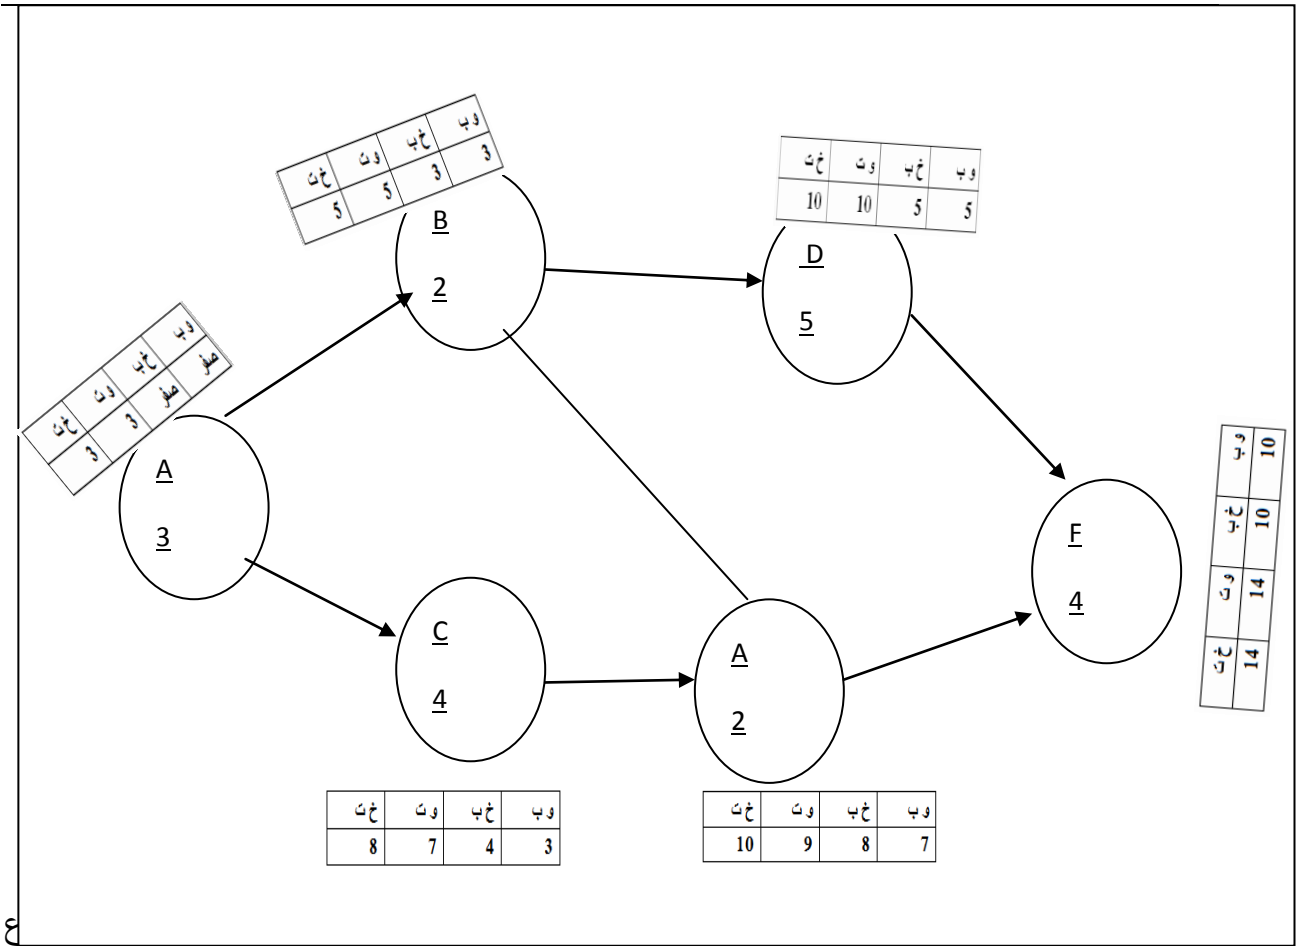 خ ت و ت خ ب و ب
5 5 3 3
B
2
خ ت و ت خ ب و ب
10 10 5 5
D
5
خ ت و ت خ ب و ب
3 3 صفر صفر
A
3
C
4
خ ت و ت خ ب و ب
8 7 4 3
A
2
خ ت و ت خ ب و ب
10 9 8 7
F
4
و ب خ ب و ت خ ت
10 10 14 14
ع